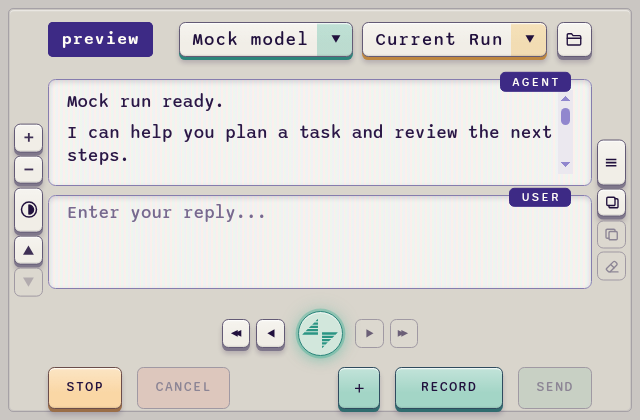 preview
Mock model
Current Run
AGENT
Mock run ready.
I can help you plan a task and review the next
steps.
USER
Enter your reply...
STOP
CANCEL
+
RECORD
SEND